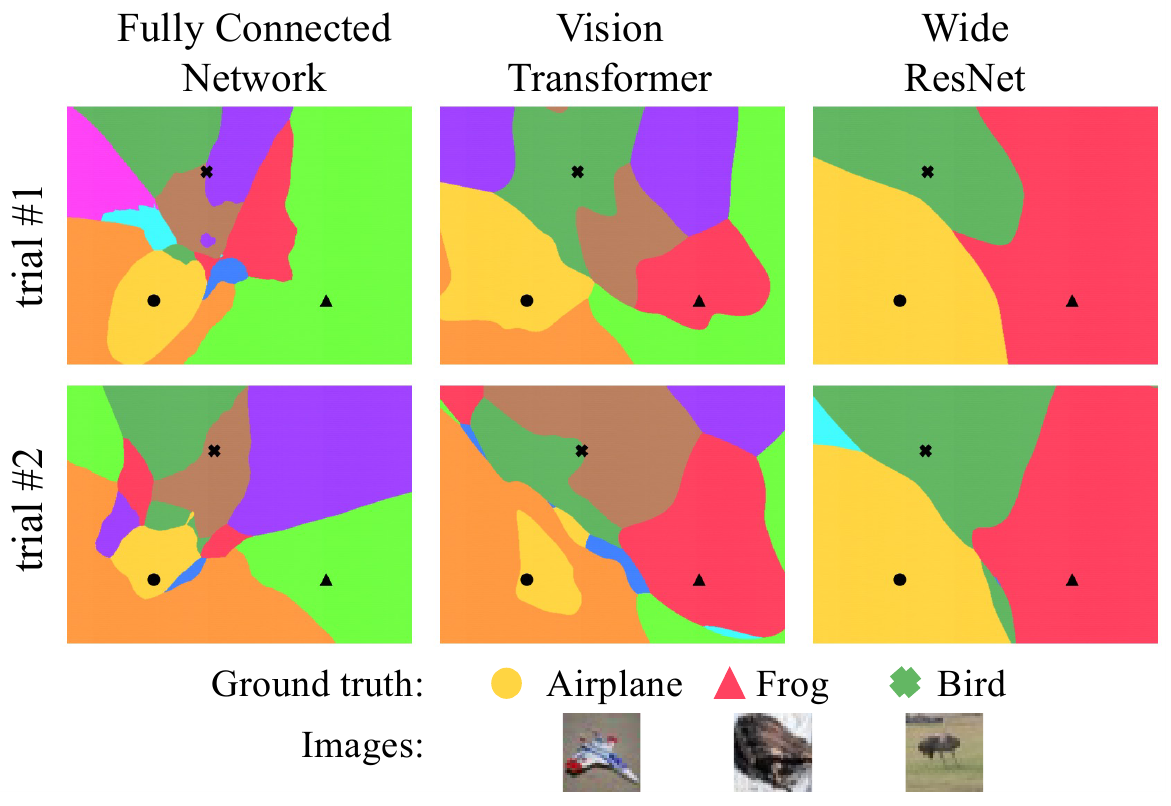 Fully Connected
Network
Vision
Transformer
Wide
ResNet
trial #1
trial #2
Ground truth: Airplane Frog Bird
Images: